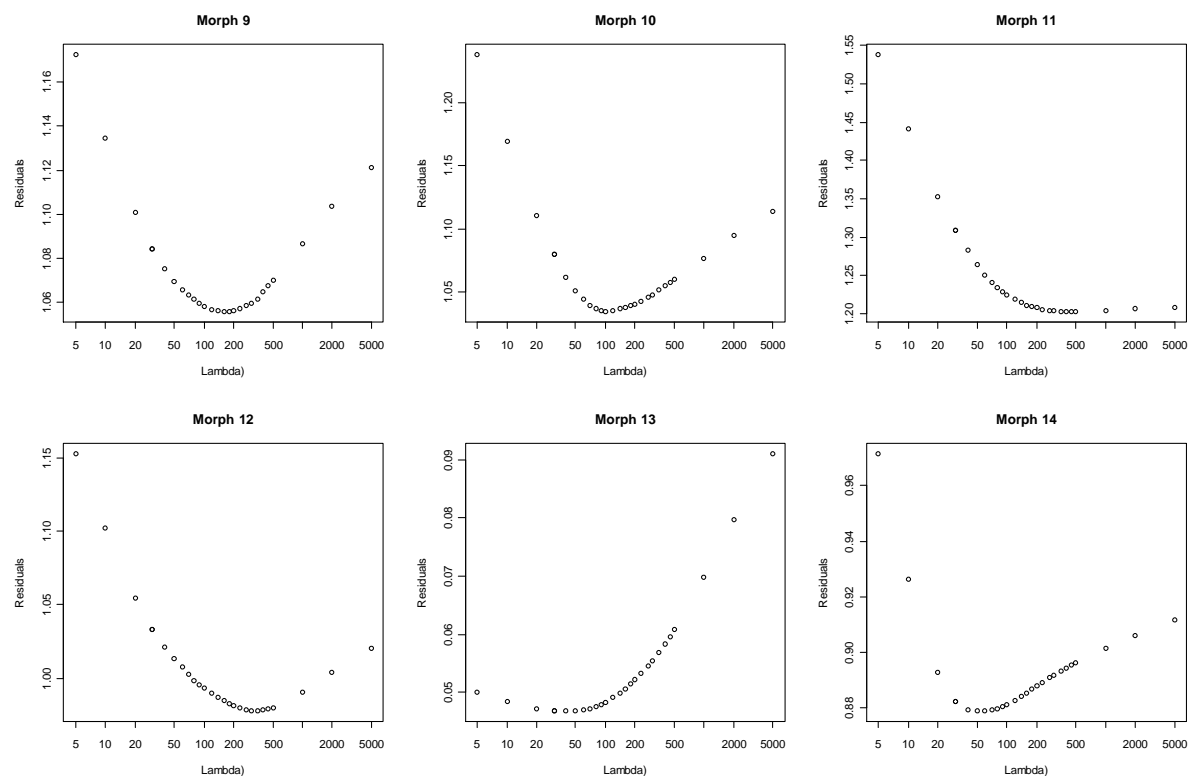 Morph 9
Morph 10
Morph 11
Residuals
1.06 1.08 1.10 1.12 1.14 1.16
5 10 20 50 100 200 500 2000 5000
Lambda)
Residuals
1.05 1.10 1.15 1.20
5 10 20 50 100 200 500 2000 5000
Lambda)
Residuals
1.20 1.25 1.30 1.35 1.40 1.45 1.50 1.55
5 10 20 50 100 200 500 2000 5000
Lambda)
Morph 12
Morph 13
Morph 14
Residuals
1.00 1.05 1.10 1.15
5 10 20 50 100 200 500 2000 5000
Lambda)
Residuals
0.05 0.06 0.07 0.08 0.09
5 10 20 50 100 200 500 2000 5000
Lambda)
Residuals
0.88 0.90 0.92 0.94 0.96
5 10 20 50 100 200 500 2000 5000
Lambda)